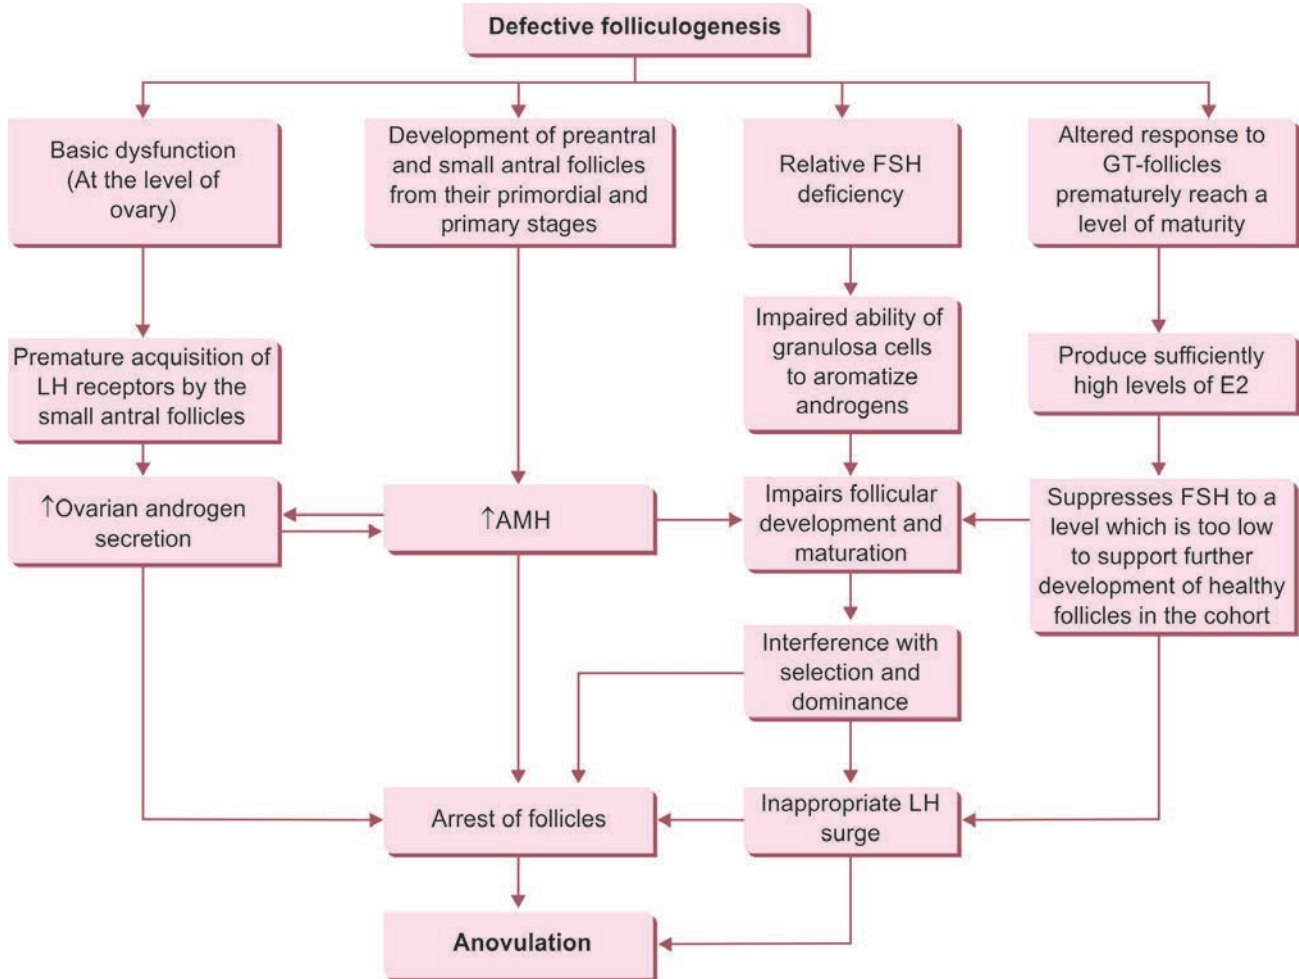 Defective folliculogenesis
Basic dysfunction
(At the level of
ovary)
Development of preantral
and small antral follicles
from their primordial and
primary stages
Relative FSH
deficiency
Altered response to
GT-follicles
prematurely reach a
level of maturity
Premature acquisition of
LH receptors by the
small antral follicles
Impaired ability of
granulosa cells
to aromatize
androgens
Produce sufficiently
high levels of E2
↑Ovarian androgen
secretion
↑AMH
Impairs follicular
development and
maturation
Suppresses FSH to a
level which is too low
to support further
development of healthy
follicles in the cohort
Interference with
selection and
dominance
Arrest of follicles
Inappropriate LH
surge
Anovulation